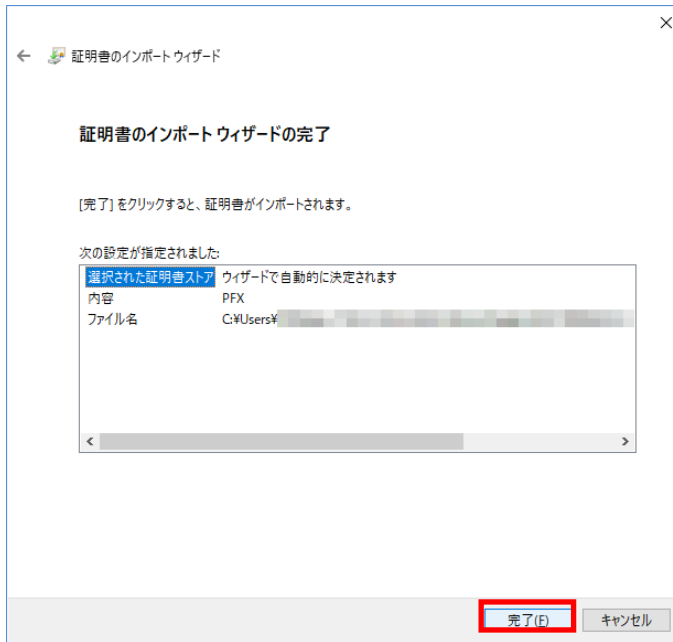 証明書のインポート ウィザード
証明書のインポート ウィザードの完了
[完了] をクリックすると、証明書がインポートされます。
次の設定が指定されました:
選択された証明書ストア ウィザードで自動的に決定されます
内容 PFX
ファイル名 C:¥Users¥
完了(F) キャンセル